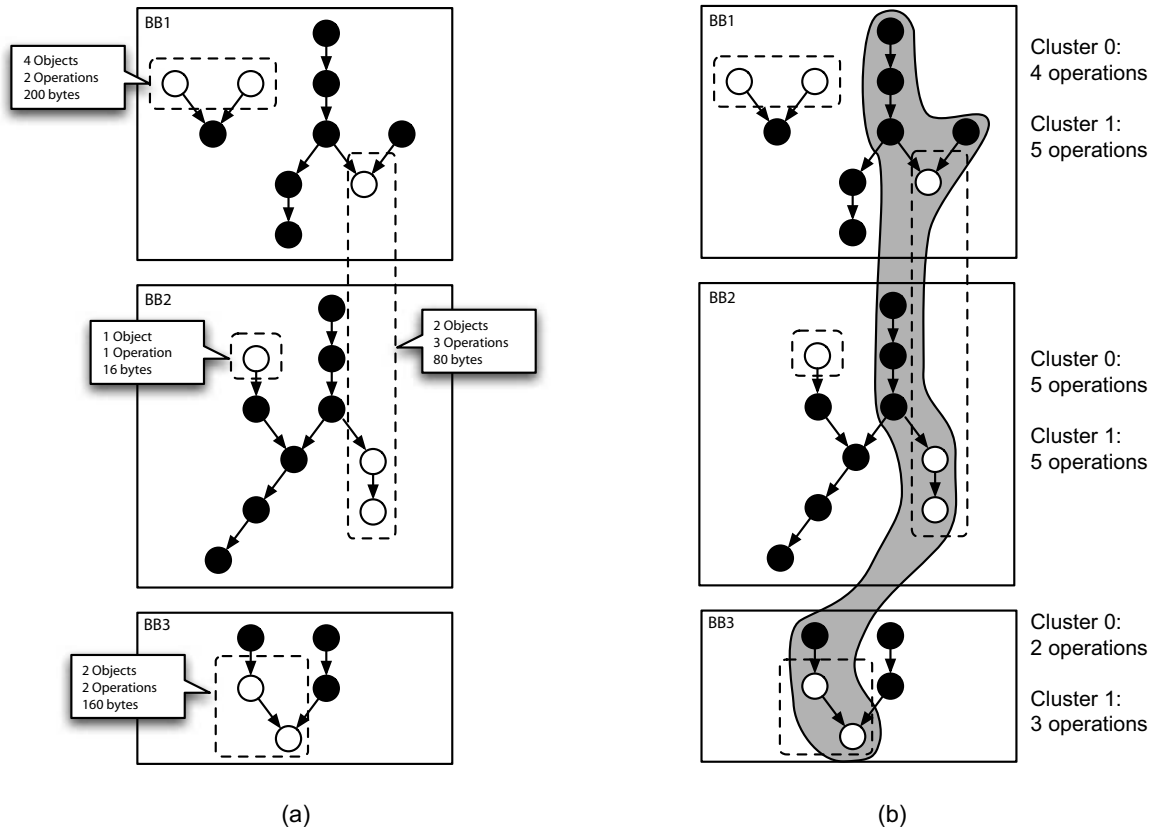 BB1
4 Objects
2 Operations
200 bytes
BB2
1 Object
1 Operation
16 bytes
2 Objects
3 Operations
80 bytes
BB3
2 Objects
2 Operations
160 bytes
(a)
BB1
Cluster 0:
4 operations
Cluster 1:
5 operations
BB2
Cluster 0:
5 operations
Cluster 1:
5 operations
BB3
Cluster 0:
2 operations
Cluster 1:
3 operations
(b)